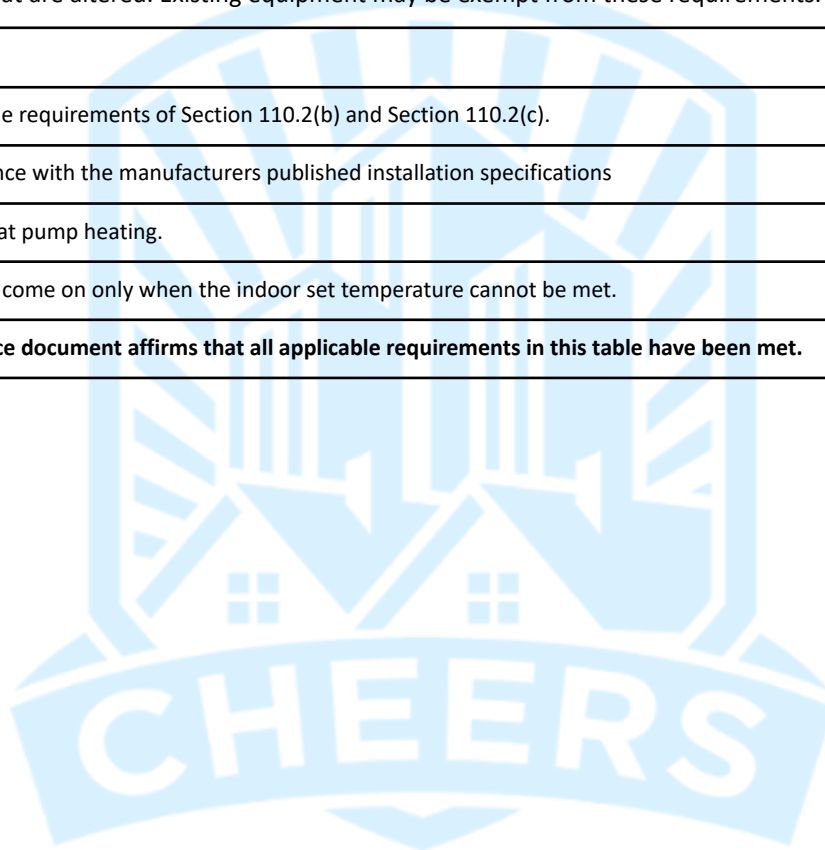 at are altered. Existing equipment may be exempt from these requirements.
e requirements of Section 110.2(b) and Section 110.2(c).
nce with the manufacturers published installation specifications
at pump heating.
come on only when the indoor set temperature cannot be met.
ce document affirms that all applicable requirements in this table have been met.
CHEERS